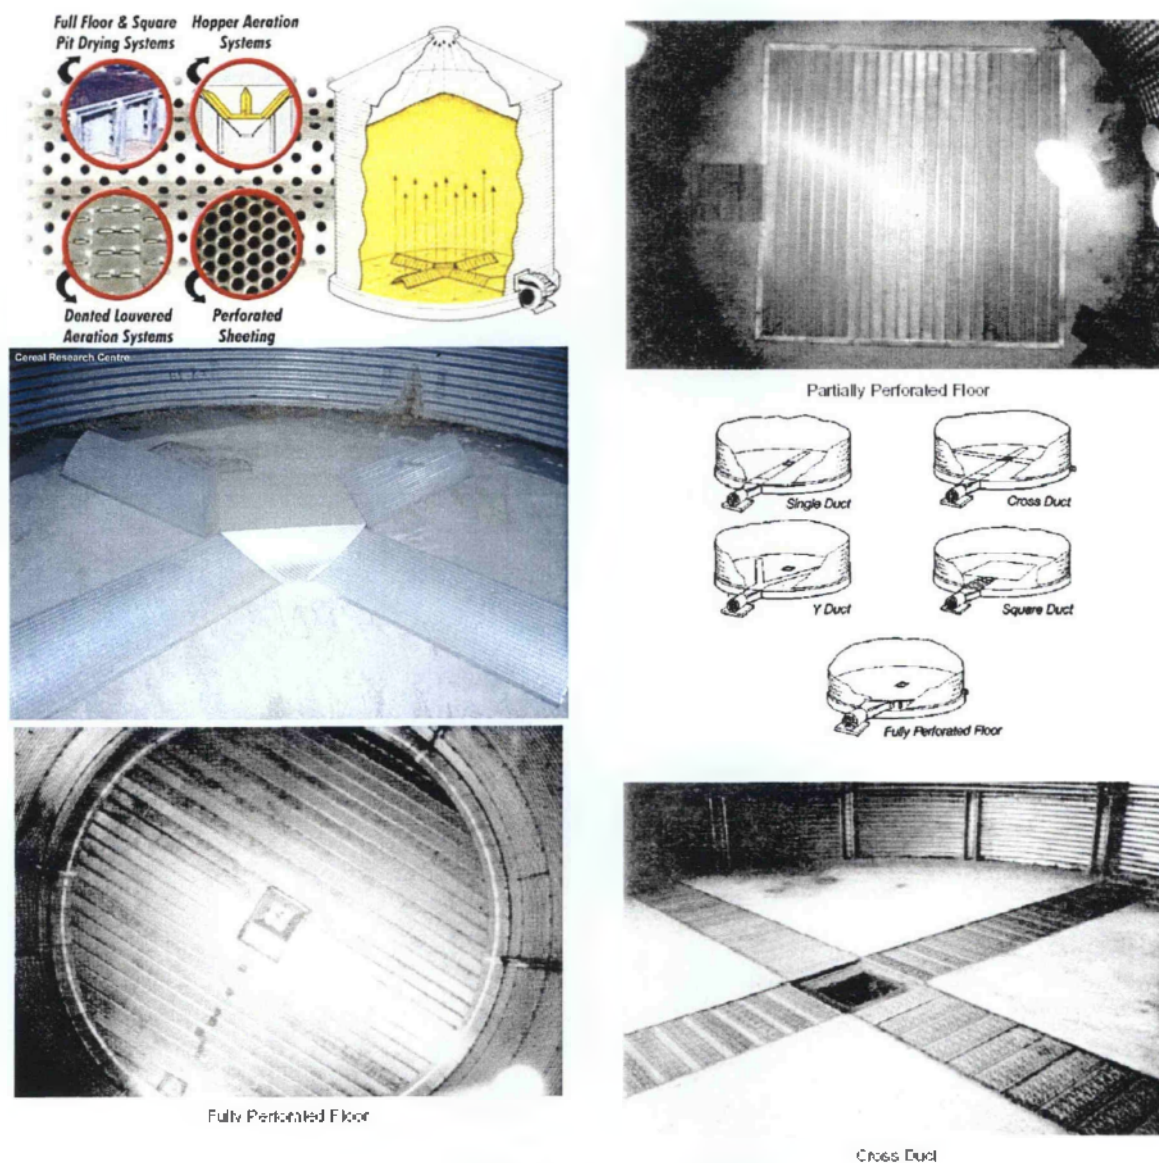 Full Floor & Square
Pit Drying Systems
Hopper Aeration
Systems
Dented Louvered
Aeration Systems
Perforated
Sheeting
Cereal Research Centre
Fully Perforated Floor
Partially Perforated Floor
Single Duct
Cross Duct
Y Duct
Square Duct
Fully Perforated Floor
Cross Duct